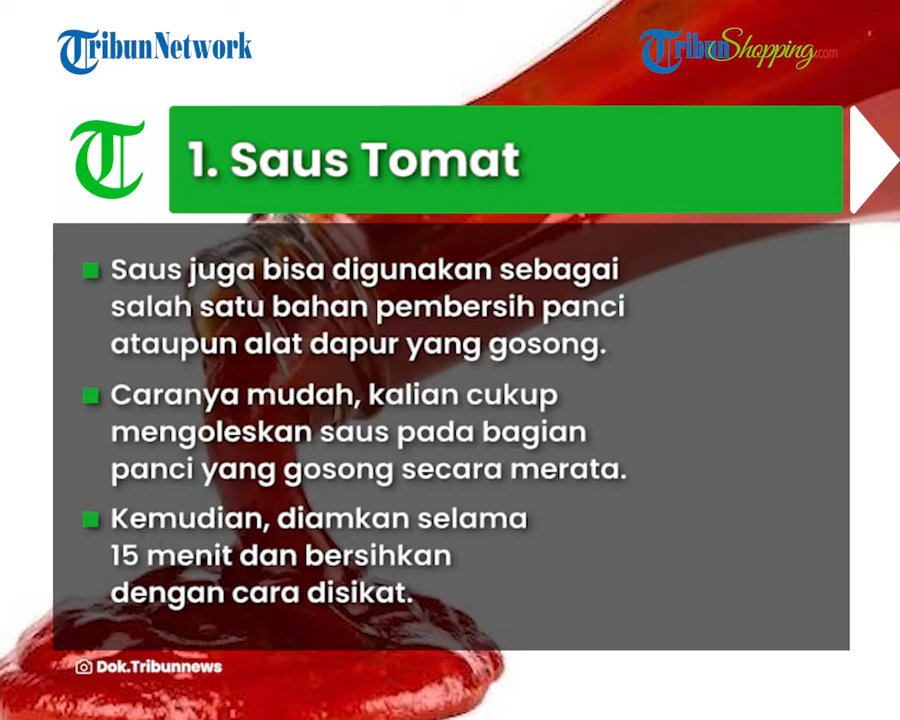 TribunNetwork
TribunShopping.com
1. Saus Tomat
Saus juga bisa digunakan sebagai
salah satu bahan pembersih panci
ataupun alat dapur yang gosong.
Caranya mudah, kalian cukup
mengoleskan saus pada bagian
panci yang gosong secara merata.
Kemudian, diamkan selama
15 menit dan bersihkan
dengan cara disikat.
Dok.Tribunnews